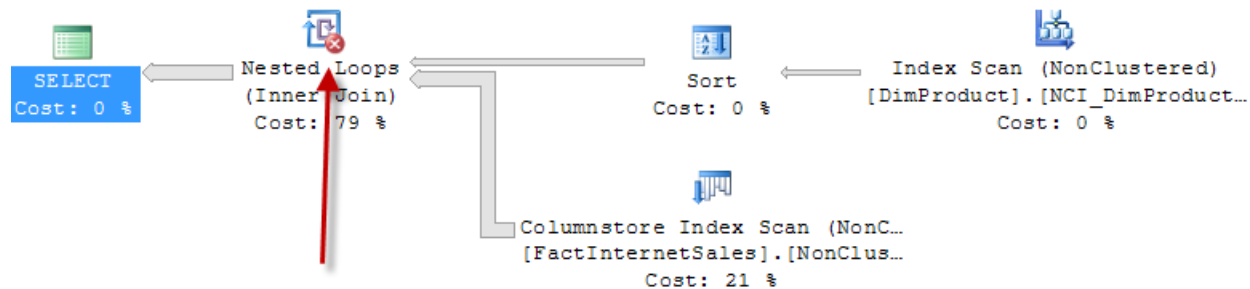 SELECT
Cost: 0 %
Nested Loops
(Inner Join)
Cost: 79 %
Sort
Cost: 0 %
Index Scan (NonClustered)
[DimProduct].[NCI_DimProduct…
Cost: 0 %
Columnstore Index Scan (NonC…
[FactInternetSales].[NonClus…
Cost: 21 %